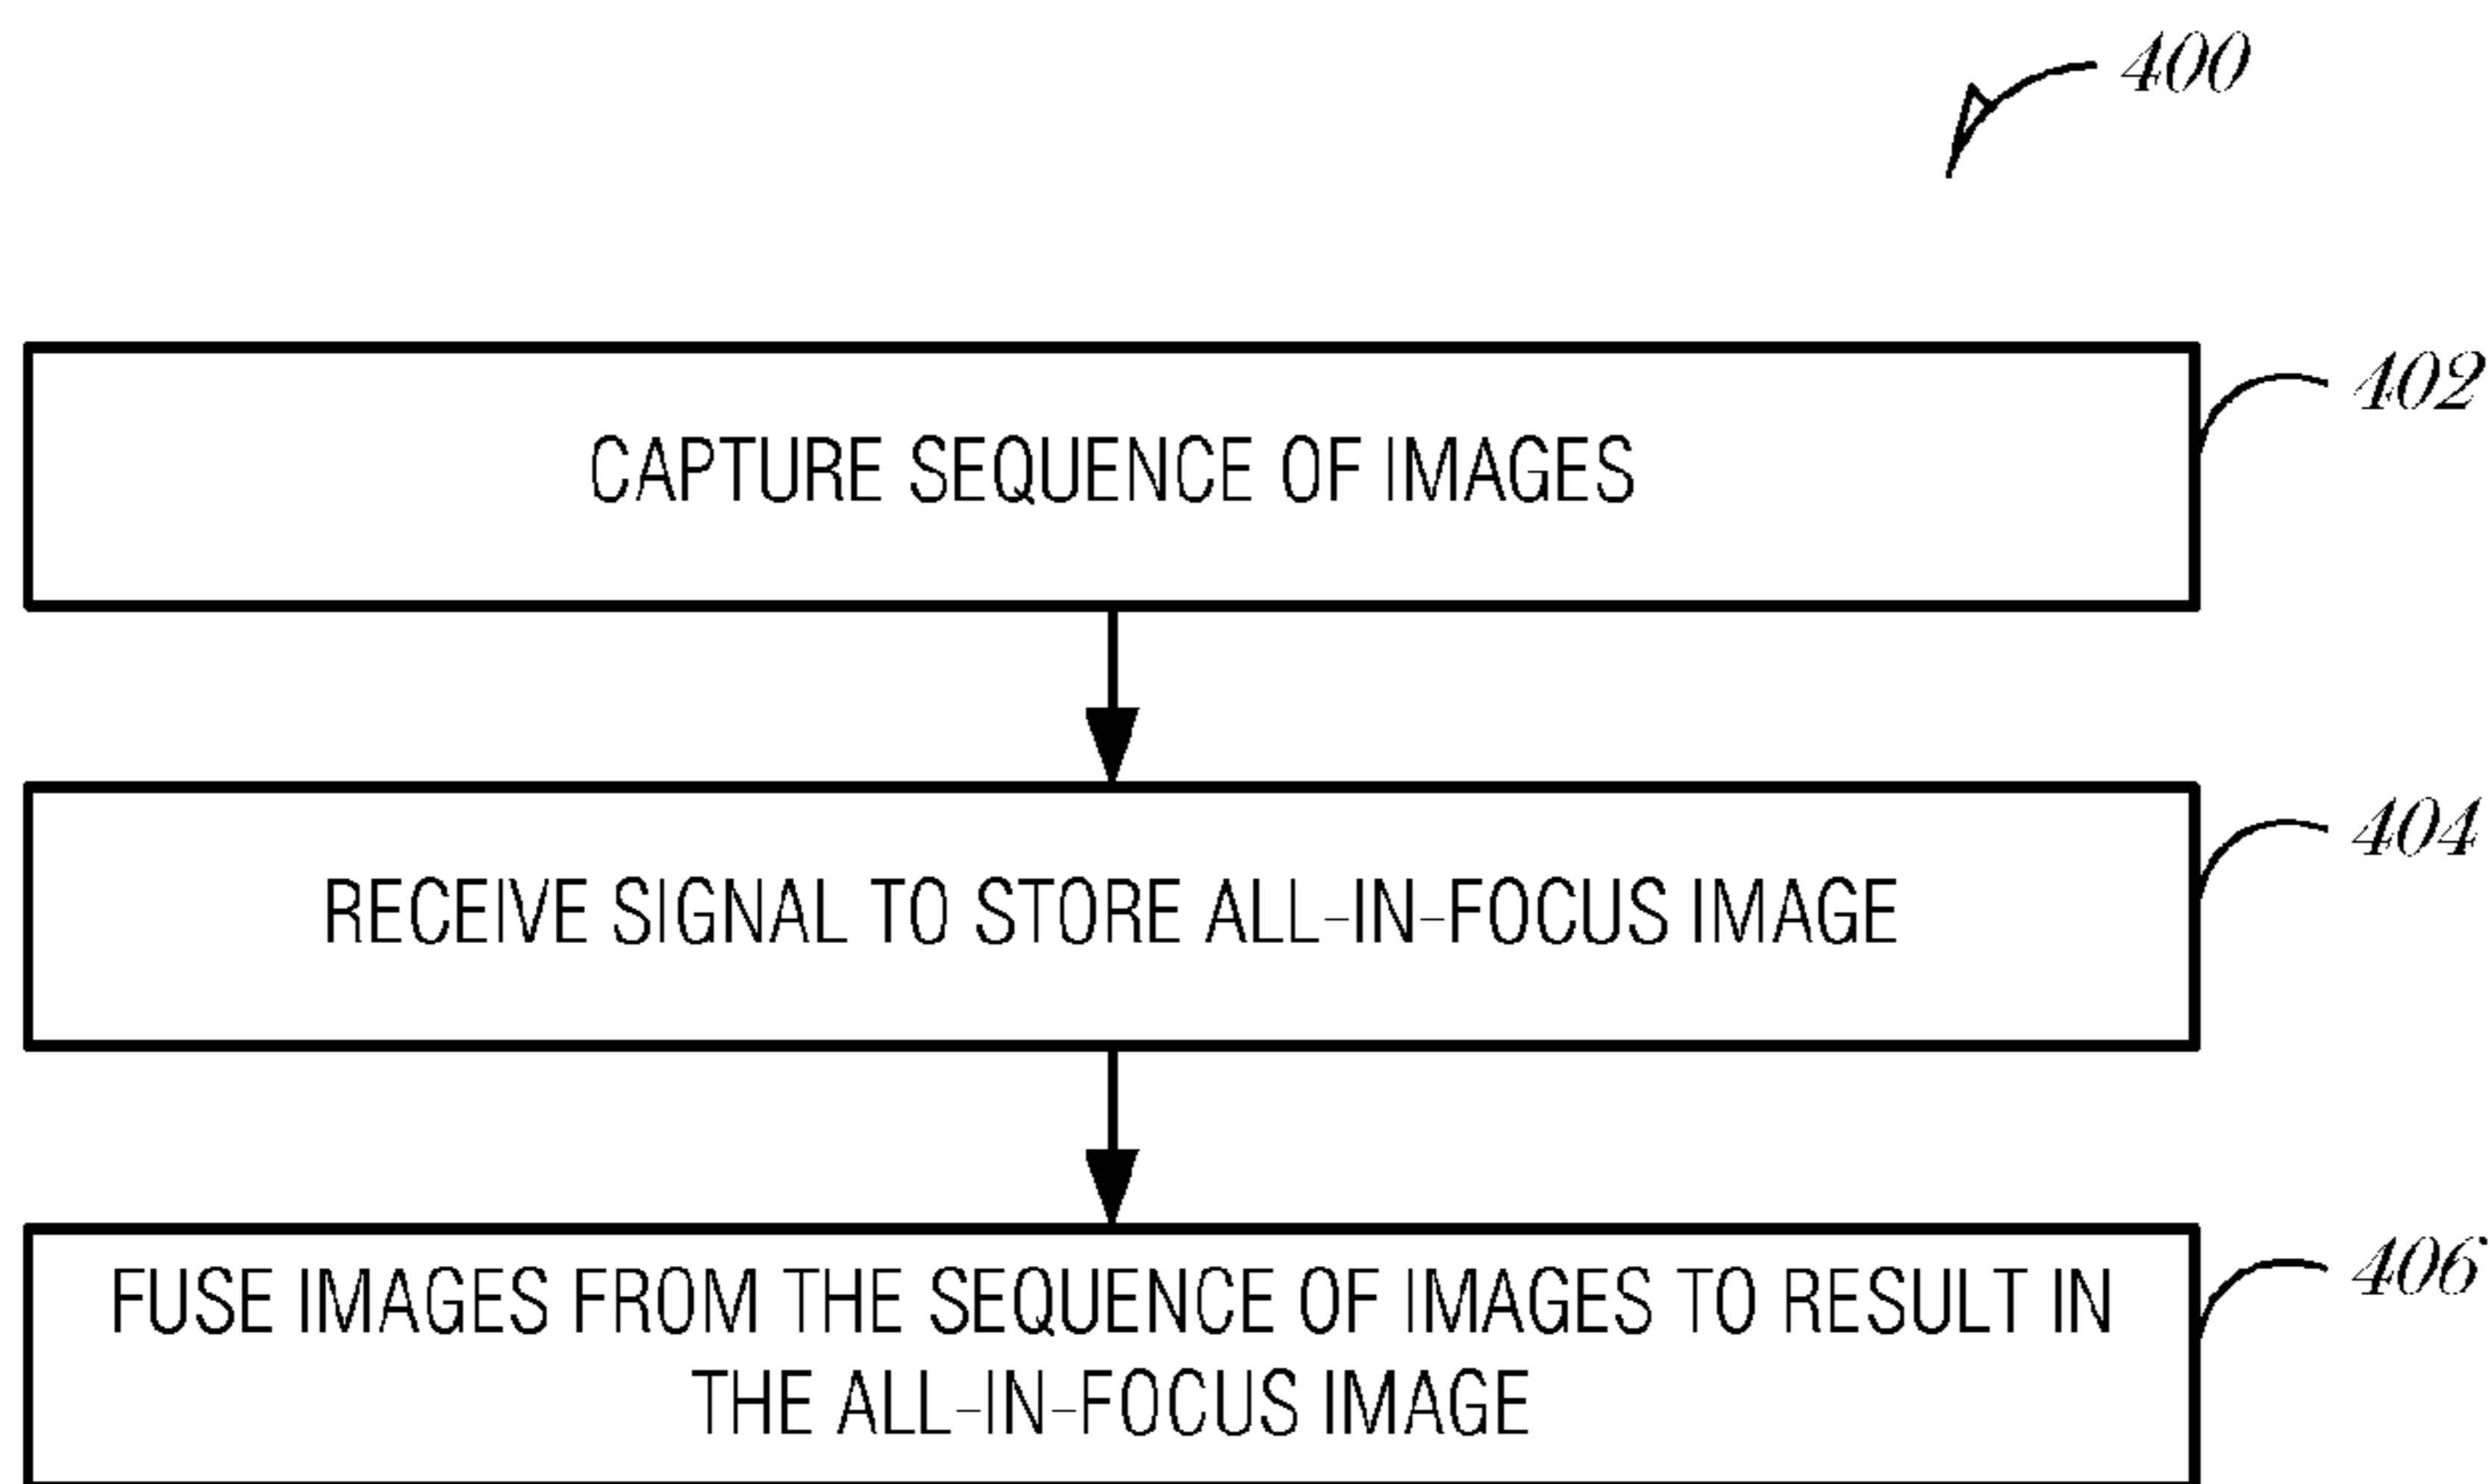 400
402
CAPTURE SEQUENCE OF IMAGES
404
RECEIVE SIGNAL TO STORE ALL-IN-FOCUS IMAGE
406
FUSE IMAGES FROM THE SEQUENCE OF IMAGES TO RESULT IN
THE ALL-IN-FOCUS IMAGE